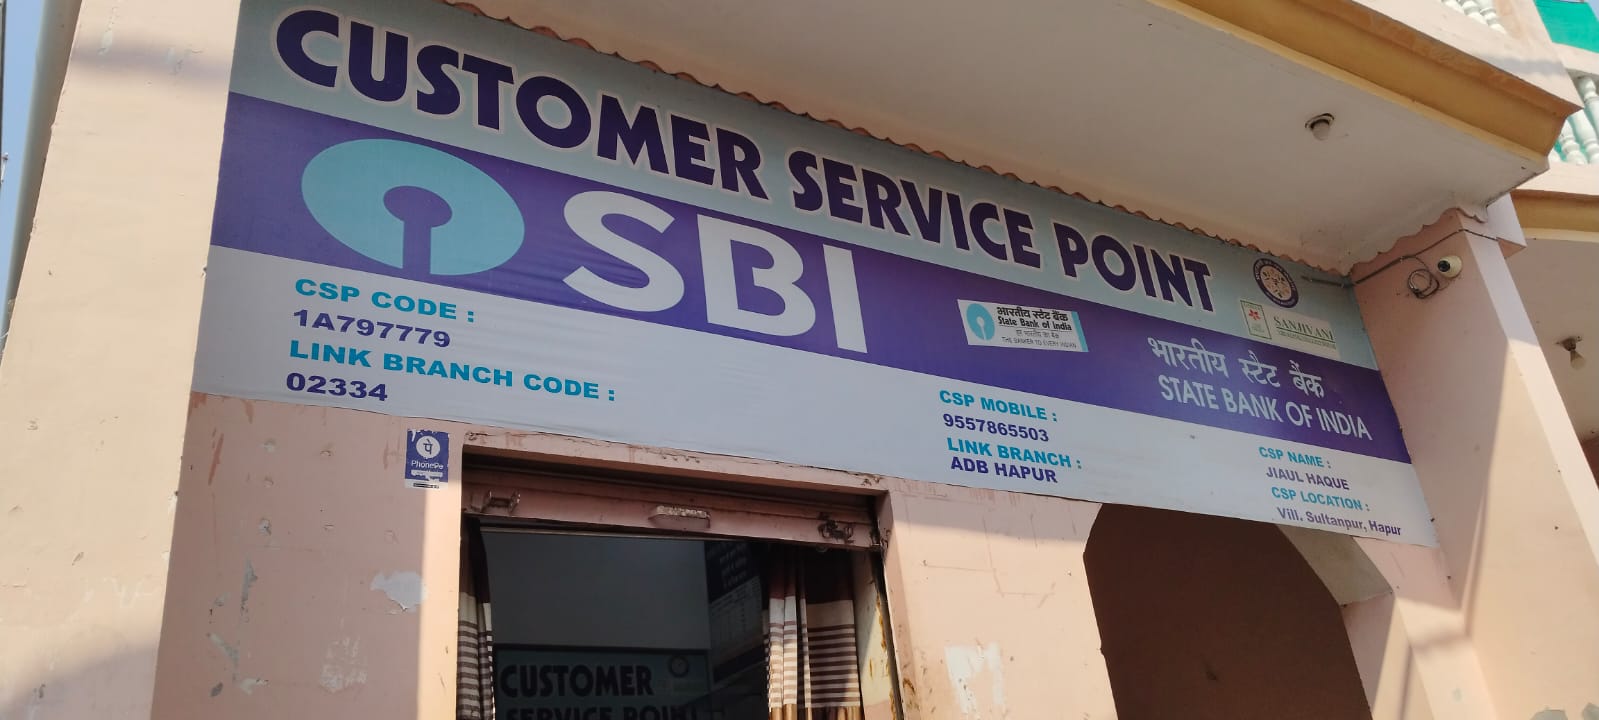 CUSTOMER SERVICE POINT
SBI
भारतीय स्टेट बैंक
State Bank of India
THE BANKER TO EVERY INDIAN
SANJIVANI
भारतीय स्टेट बैंक
STATE BANK OF INDIA
CSP CODE :
1A797779
LINK BRANCH CODE :
02334
CSP MOBILE :
9557865503
LINK BRANCH :
ADB HAPUR
CSP NAME :
JIAUL HAQUE
CSP LOCATION :
Vill. Sultanpur, Hapur
पे
PhonePe
CUSTOMER
SERVICE POINT